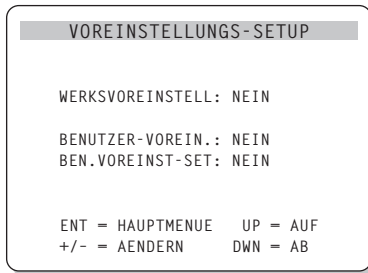 VOREINSTELLUNGS-SETUP
WERKSVOREINSTELL: NEIN
BENUTZER-VOREIN.: NEIN
BEN.VOREINST-SET: NEIN
ENT = HAUPTMENUE UP = AUF
+/- = AENDERN DWN = AB